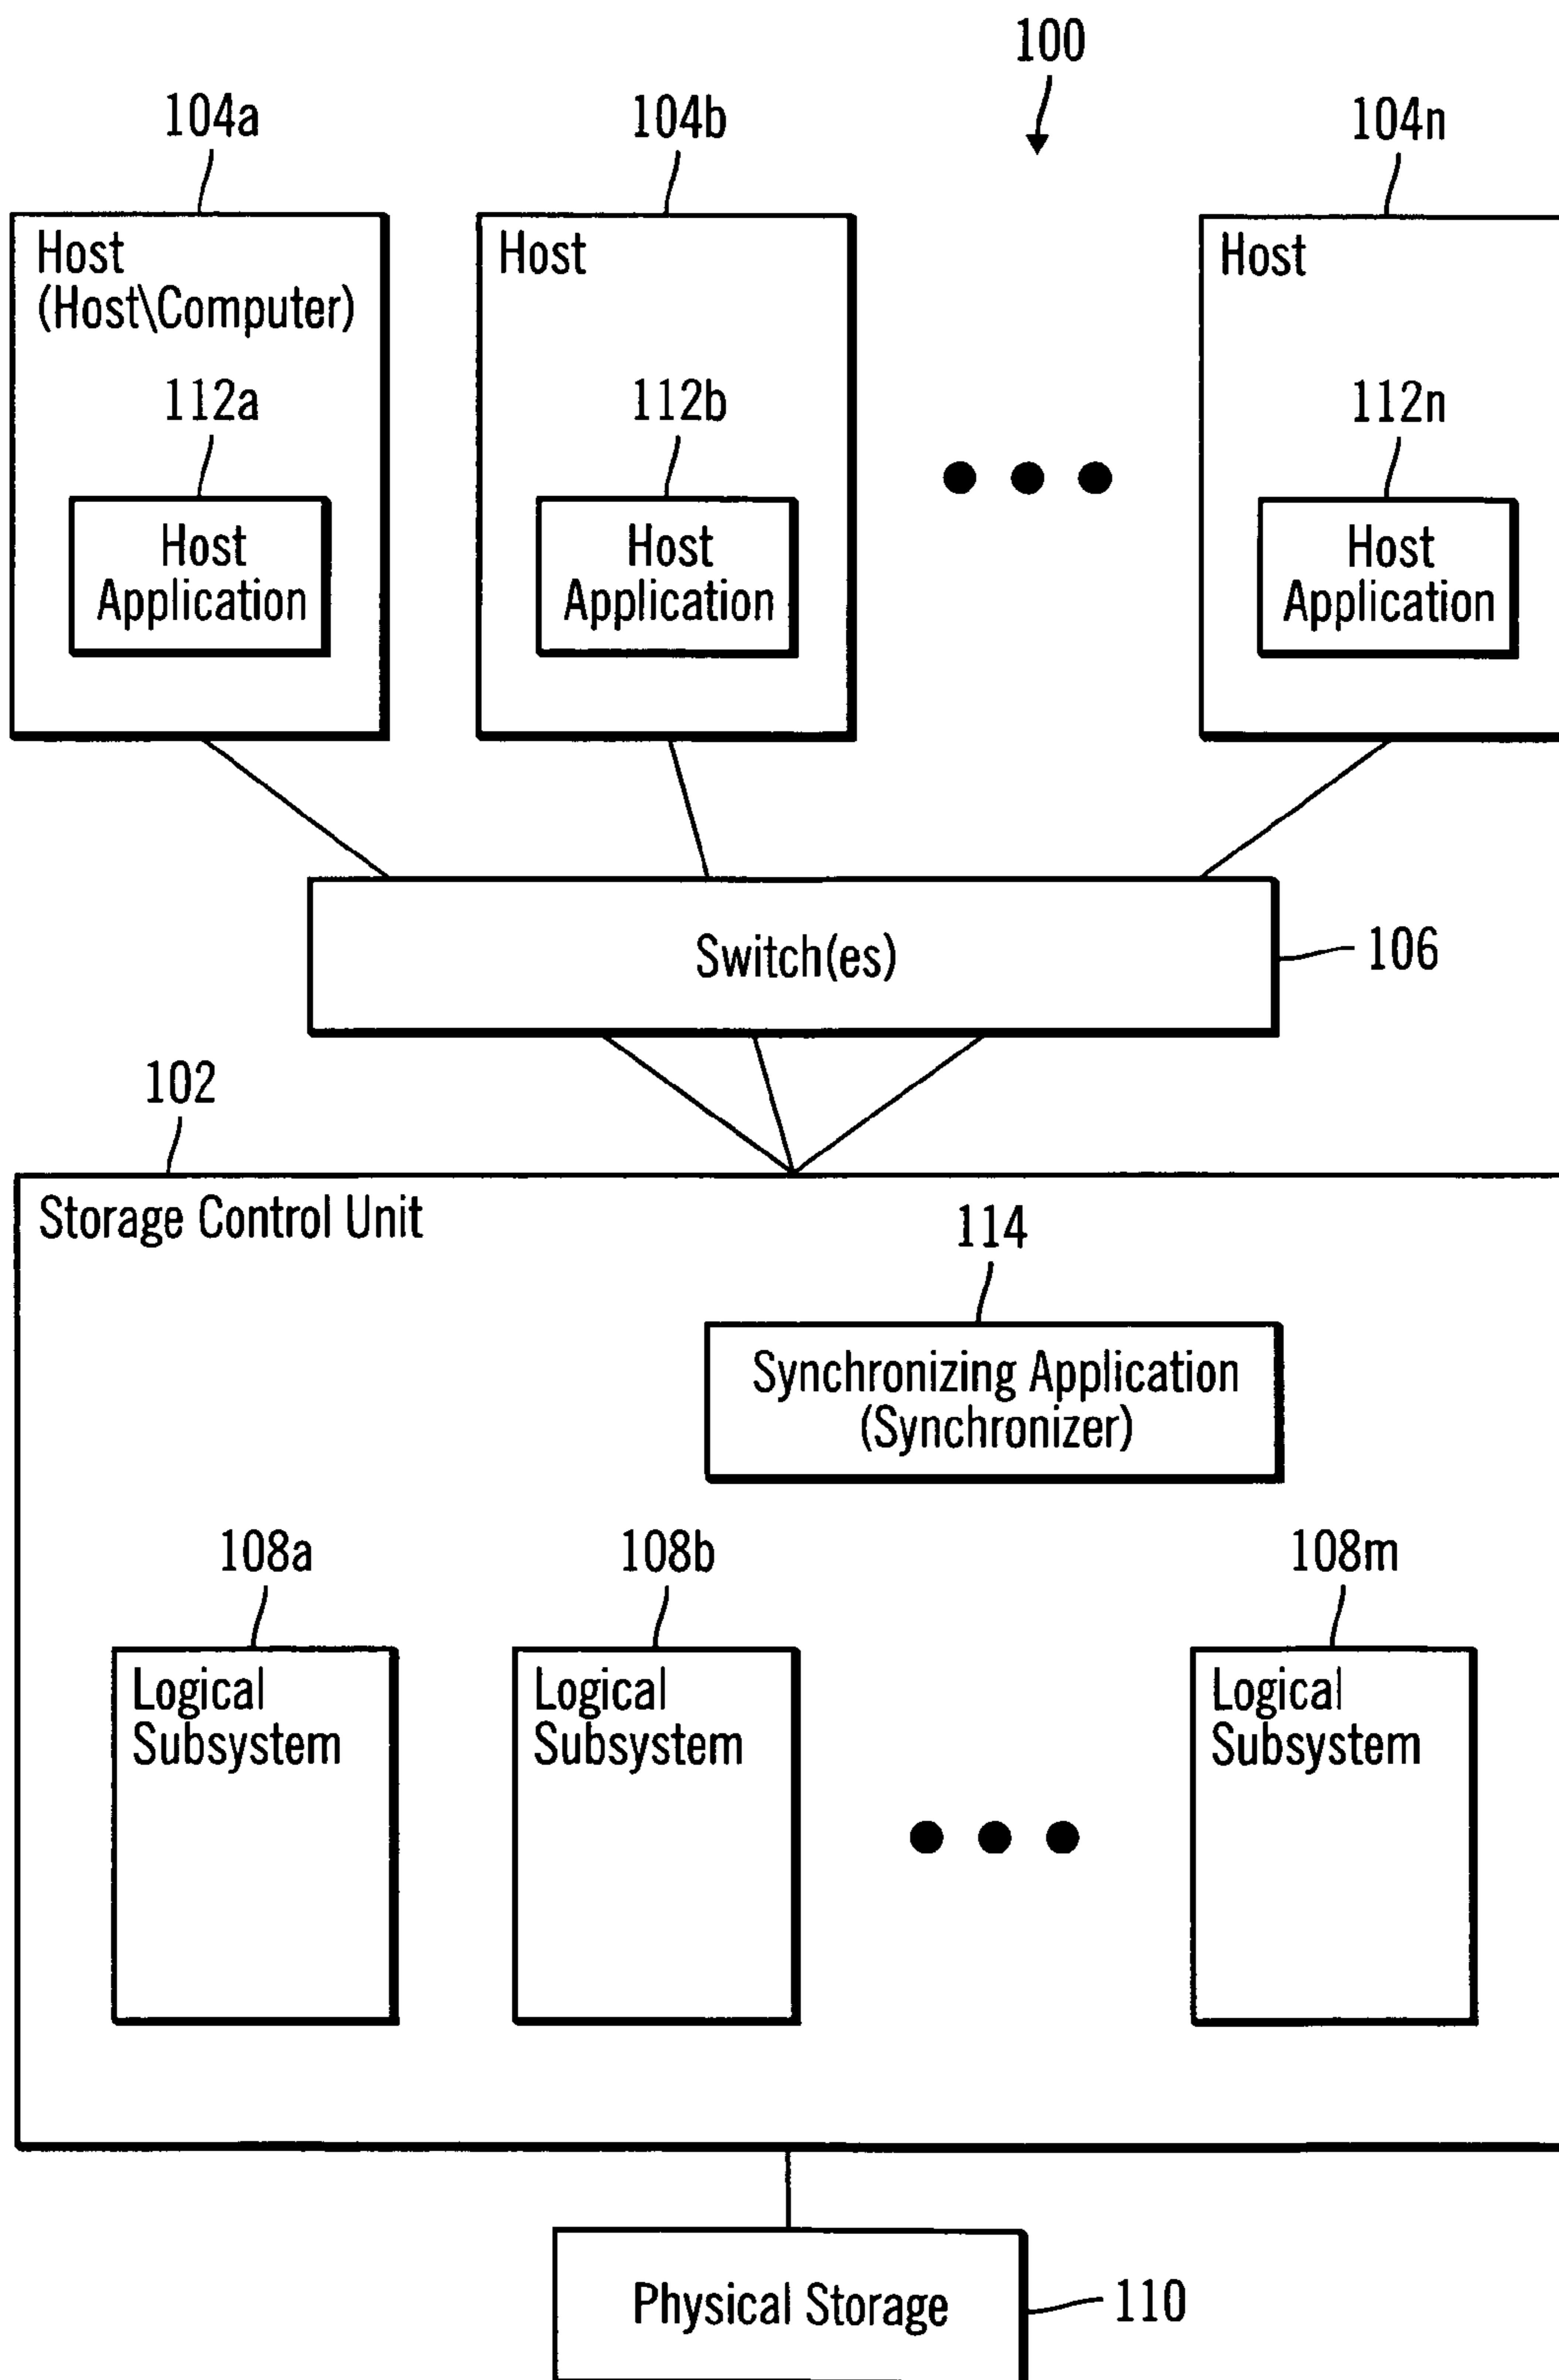 100
104a
104b
104n
Host
(Host\Computer)
Host
Host
112a
112b
112n
Host
Application
Host
Application
Host
Application
Switch(es)
106
102
Storage Control Unit
114
Synchronizing Application
(Synchronizer)
108a
108b
108m
Logical
Subsystem
Logical
Subsystem
Logical
Subsystem
Physical Storage
110